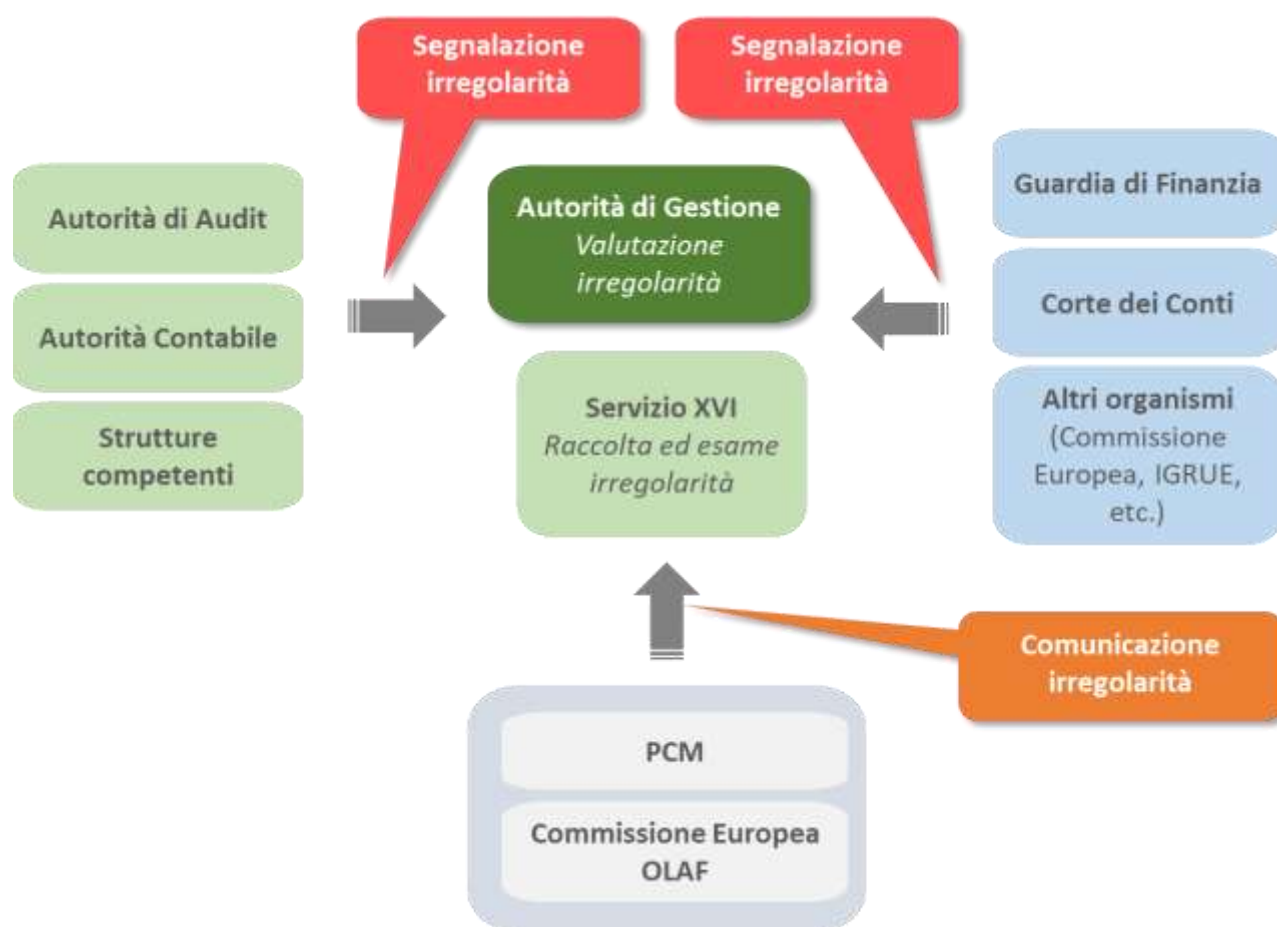 Segnalazione
irregolarità
Segnalazione
irregolarità
Autorità di Audit
Autorità Contabile
Strutture
competenti
Autorità di Gestione
Valutazione
irregolarità
Servizio XVI
Raccolta ed esame
irregolarità
Guardia di Finanzia
Corte dei Conti
Altri organismi
(Commissione
Europea, IGRUE,
etc.)
Comunicazione
irregolarità
PCM
Commissione Europea
OLAF